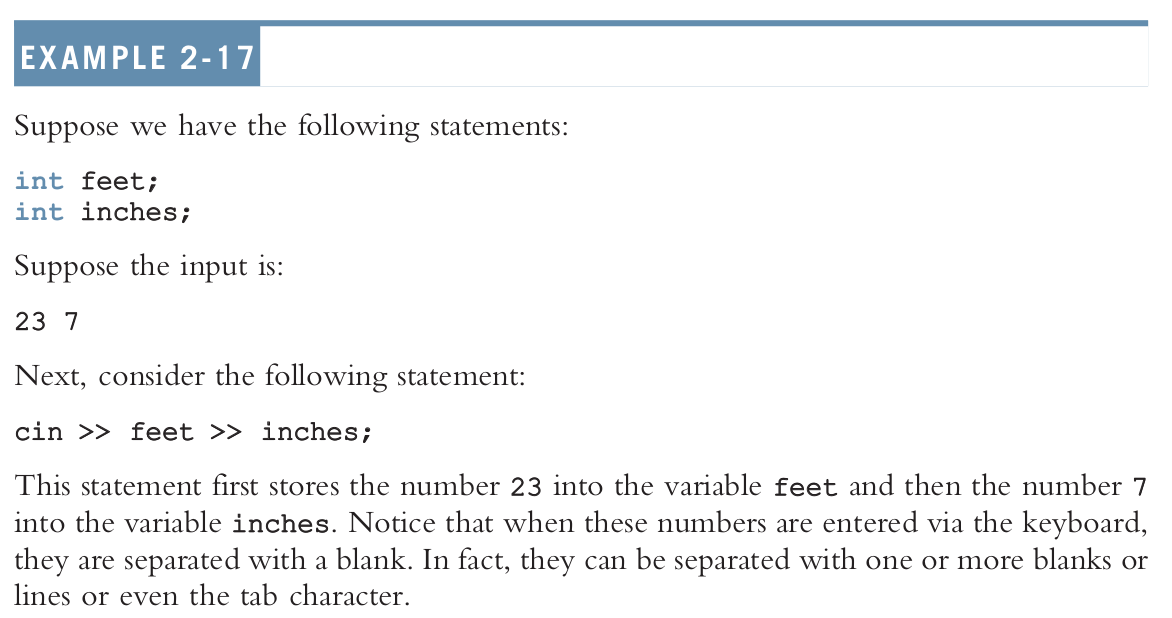 EXAMPLE 2-17
Suppose we have the following statements:
int feet;
int inches;
Suppose the input is:
23 7
Next, consider the following statement:
cin >> feet >> inches;
This statement first stores the number 23 into the variable feet and then the number 7
into the variable inches. Notice that when these numbers are entered via the keyboard,
they are separated with a blank. In fact, they can be separated with one or more blanks or
lines or even the tab character.